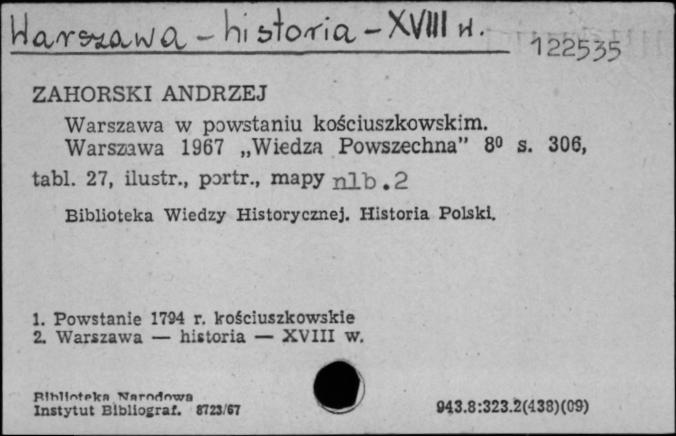 Warszawa - historia - XVIII w.
122535
ZAHORSKI ANDRZEJ
Warszawa w powstaniu kościuszkowskim.
Warszawa 1967 „Wiedza Powszechna” 8⁰ s. 306,
tabl. 27, ilustr., portr., mapy nlb.2
Biblioteka Wiedzy Historycznej. Historia Polski.
1. Powstanie 1794 r. kościuszkowskie
2. Warszawa — historia — XVIII w.
Biblioteka Narodowa
Instytut Bibliograf. 8723/67
943.8:323.2(438)(09)